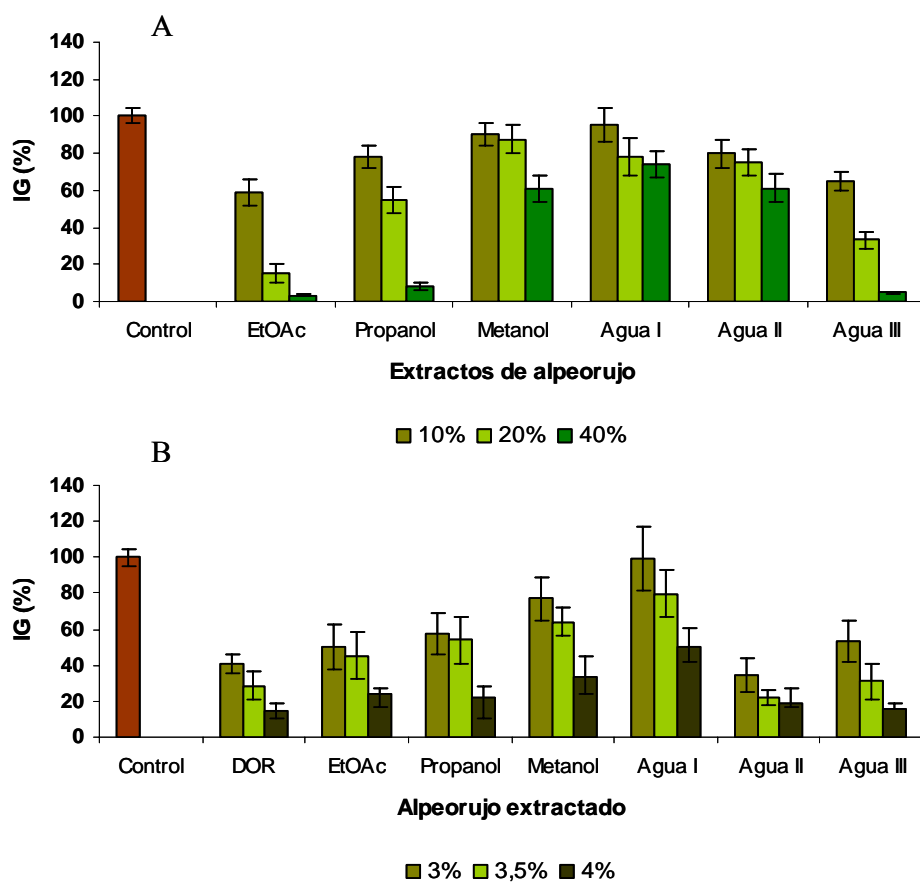 A
140
120
100
80
60
40
20
0
IG (%)
Control EtOAc Propanol Metanol Agua I Agua II Agua III
Extractos de alpeorujo
10% 20% 40%
B
140
120
100
80
60
40
20
0
IG (%)
Control DOR EtOAc Propanol Metanol Agua I Agua II Agua III
Alpeorujo extractado
3% 3,5% 4%